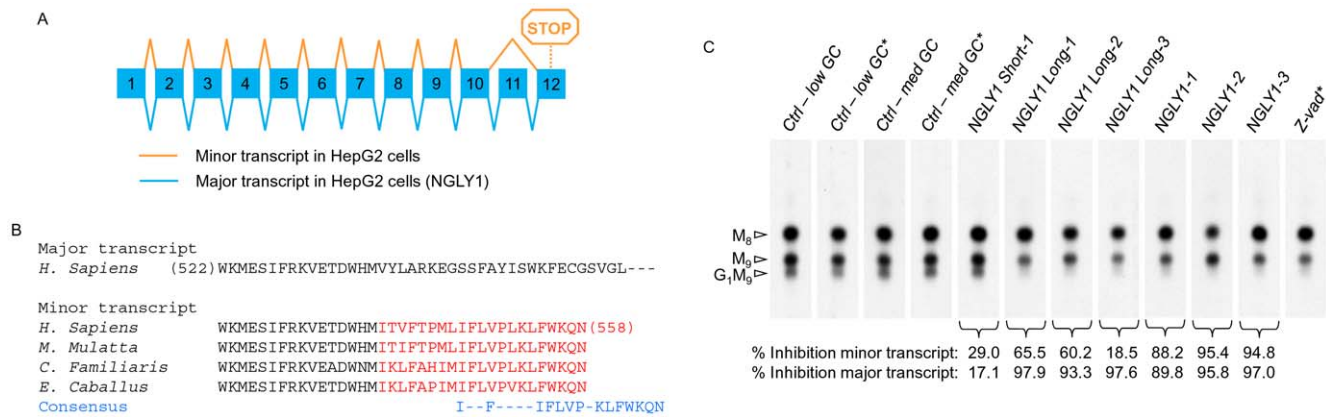 A
STOP
1 2 3 4 5 6 7 8 9 10 11 12
Minor transcript in HepG2 cells
Major transcript in HepG2 cells (NGLY1)
B
Major transcript
H. Sapiens (522)WKMESIFRKVETDWHMVYLARKEGSSFAYISWKFECGSVGL---
Minor transcript
H. Sapiens WKMESIFRKVETDWHMITVFTPMLIFLVPLKLFWKQN(558)
M. Mulatta WKMESIFRKVETDWHMITIFTPMLIFLVPLKLFWKQN
C. Familiaris WKMESIFRKVEADWNMIKLFAHIMIFLVPLKLFWKQN
E. Caballus WKMESIFRKVETDWHMIKLFAPIMIFLVPVKLFWKQN
Consensus I--F----IFLVP-KLFWKQN
C
Ctrl – low GC
Ctrl – low GC*
Ctrl – med GC
Ctrl – med GC*
NGLY1 Short-1
NGLY1 Long-1
NGLY1 Long-2
NGLY1 Long-3
NGLY1-1
NGLY1-2
NGLY1-3
Z-vad*
M8
M9
G1M9
% Inhibition minor transcript: 29.0 65.5 60.2 18.5 88.2 95.4 94.8
% Inhibition major transcript: 17.1 97.9 93.3 97.6 89.8 95.8 97.0